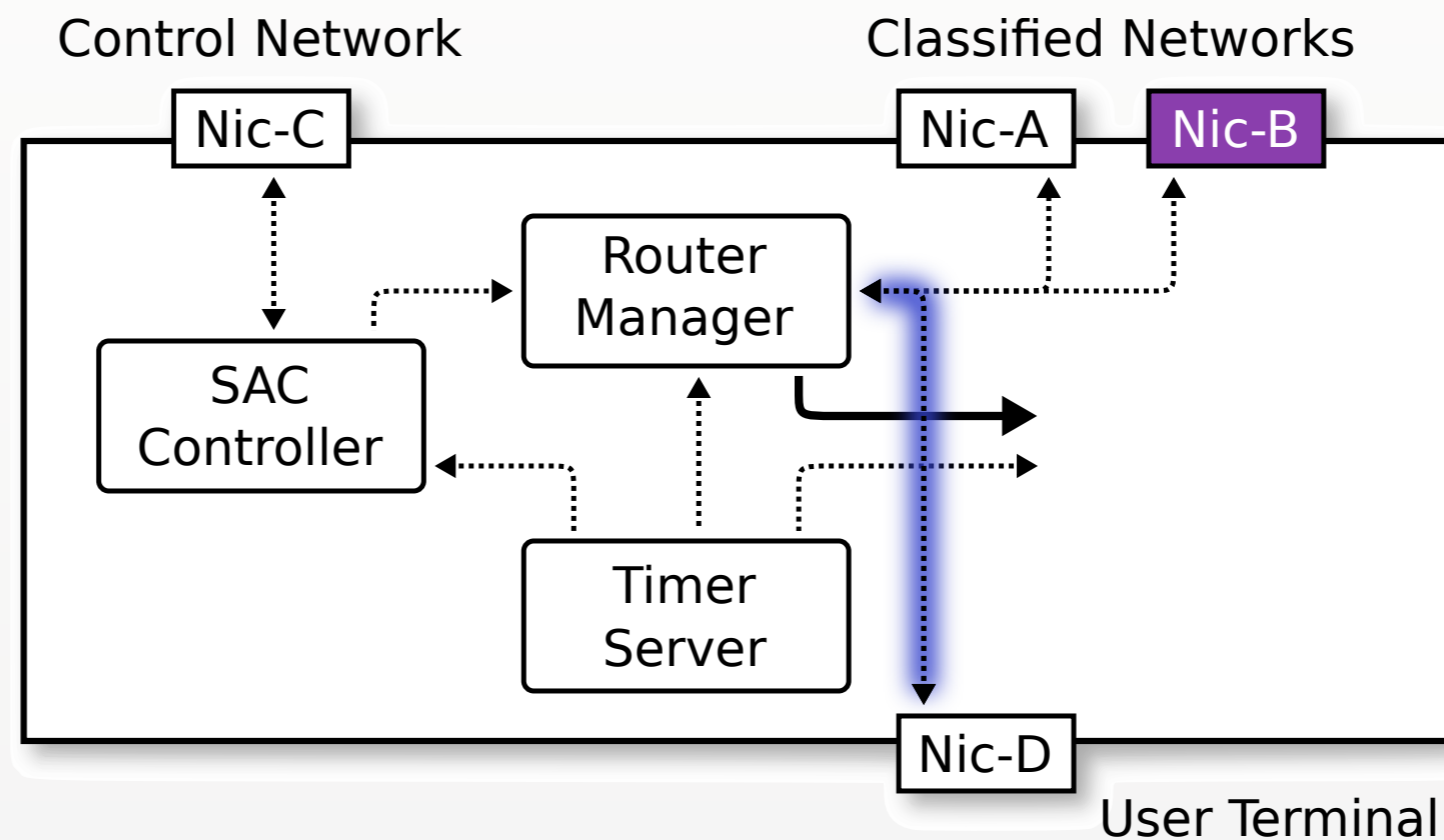 Control Network
Classified Networks
Nic-C
Nic-A
Nic-B
Router
Manager
SAC
Controller
Timer
Server
Nic-D
User Terminal